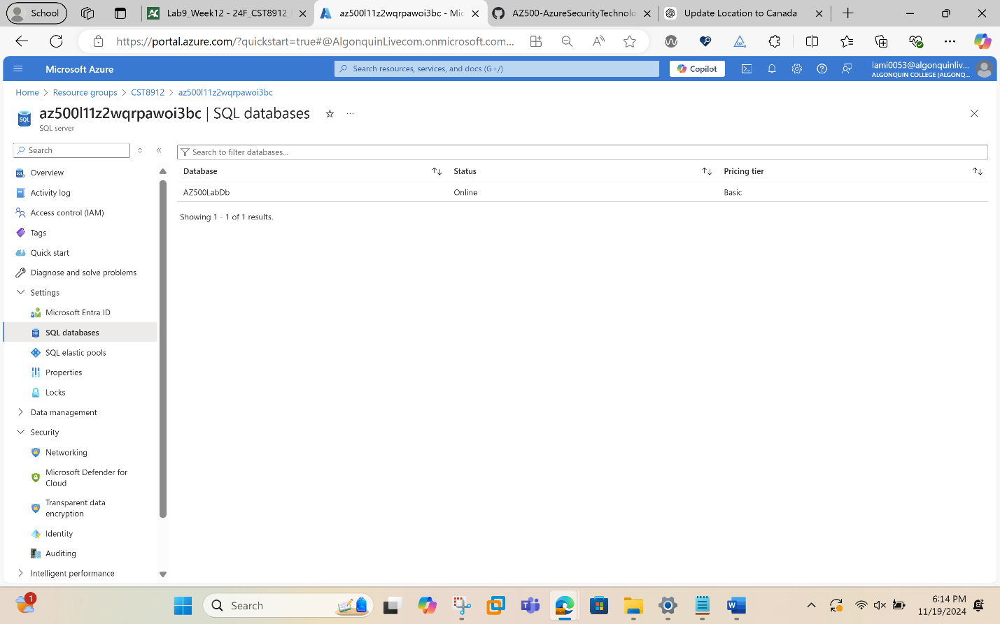 School
Lab9_Week12 - 24F_CST8912_
az500l11z2wqrpawoi3bc - Mic
AZ500-AzureSecurityTechnolo
Update Location to Canada
https://portal.azure.com/?quickstart=true#@AlgonquinLivecom.onmicrosoft.com...
Microsoft Azure
Search resources, services, and docs (G+/)
Copilot
lami0053@algonquinliv...
ALGONQUIN COLLEGE (ALGONQ...
Home > Resource groups > CST8912 > az500l11z2wqrpawoi3bc
SQL
az500l11z2wqrpawoi3bc | SQL databases
SQL server
Search
Search to filter databases...
Database
Status
Pricing tier
AZ500LabDb
Online
Basic
Showing 1 - 1 of 1 results.
Overview
Activity log
Access control (IAM)
Tags
Quick start
Diagnose and solve problems
Settings
Microsoft Entra ID
SQL databases
SQL elastic pools
Properties
Locks
Data management
Security
Networking
Microsoft Defender for
Cloud
Transparent data
encryption
Identity
Auditing
Intelligent performance
1
Search
6:14 PM
11/19/2024